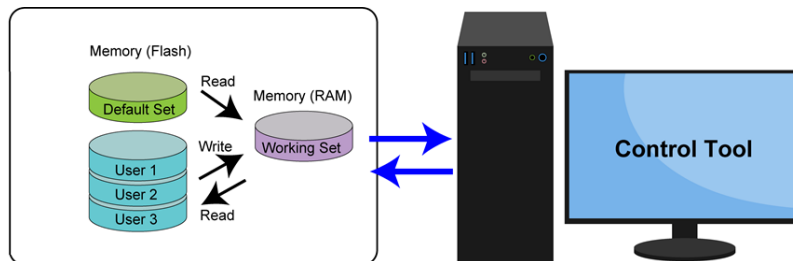 Memory (Flash)
Read
Default Set
Memory (RAM)
Working Set
Write
User 1
User 2
User 3
Read
Control Tool